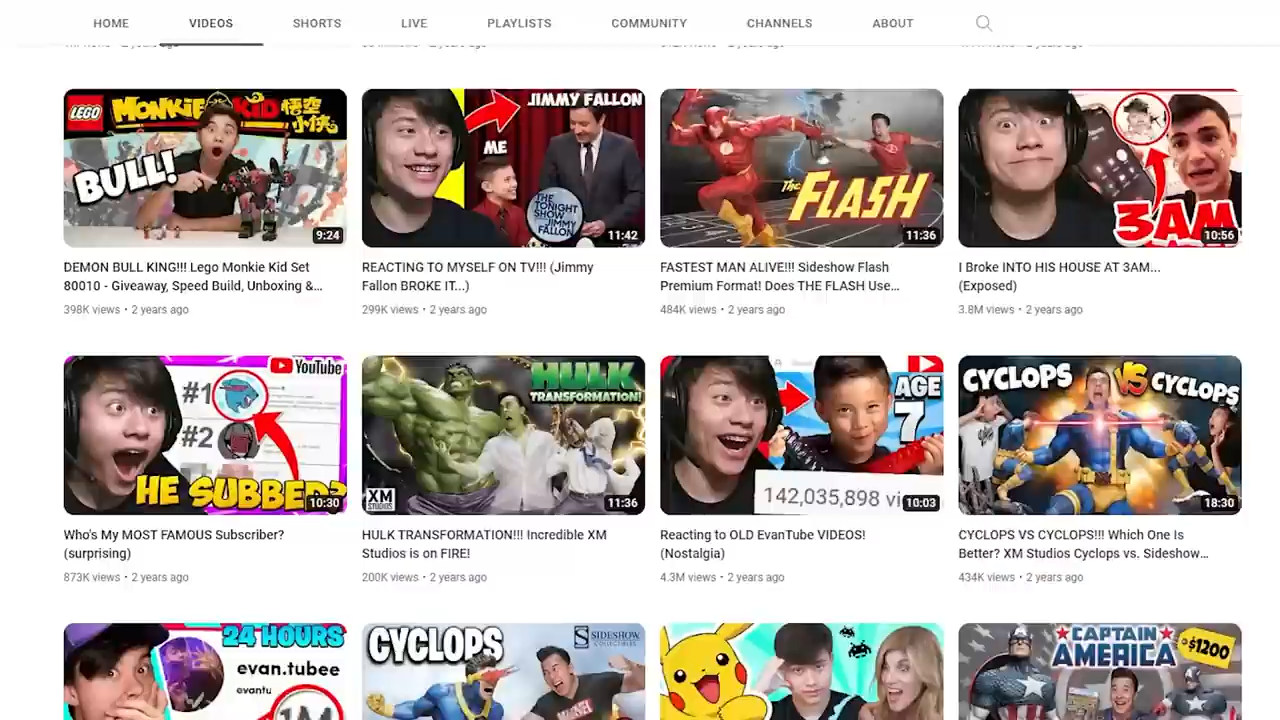 HOME
VIDEOS
SHORTS
LIVE
PLAYLISTS
COMMUNITY
CHANNELS
ABOUT
LEGO
MONKIE KID 悟空
小侠
BULL!
9:24
JIMMY FALLON
ME
THE
TONIGHT
SHOW
JIMMY
FALLON
11:42
The FLASH
11:36
3AM
10:56
DEMON BULL KING!!! Lego Monkie Kid Set
80010 - Giveaway, Speed Build, Unboxing &...
398K views • 2 years ago
REACTING TO MYSELF ON TV!!! (Jimmy
Fallon BROKE IT...)
299K views • 2 years ago
FASTEST MAN ALIVE!!! Sideshow Flash
Premium Format! Does THE FLASH Use...
484K views • 2 years ago
I Broke INTO HIS HOUSE AT 3AM...
(Exposed)
3.8M views • 2 years ago
YouTube
#1
#2
HE SUBBED?
10:30
HULK
TRANSFORMATION!
XM
STUDIOS
11:36
AGE
7
142,035,898 vi
10:03
CYCLOPS VS CYCLOPS
18:30
Who's My MOST FAMOUS Subscriber?
(surprising)
873K views • 2 years ago
HULK TRANSFORMATION!!! Incredible XM
Studios is on FIRE!
200K views • 2 years ago
Reacting to OLD EvanTube VIDEOS!
(Nostalgia)
4.3M views • 2 years ago
CYCLOPS VS CYCLOPS!!! Which One Is
Better? XM Studios Cyclops vs. Sideshow...
434K views • 2 years ago
24 HOURS
evan.tubee
evantu
1M
CYCLOPS
S SIDESHOW
COLLECTIBLES
CAPTAIN
AMERICA
$1200